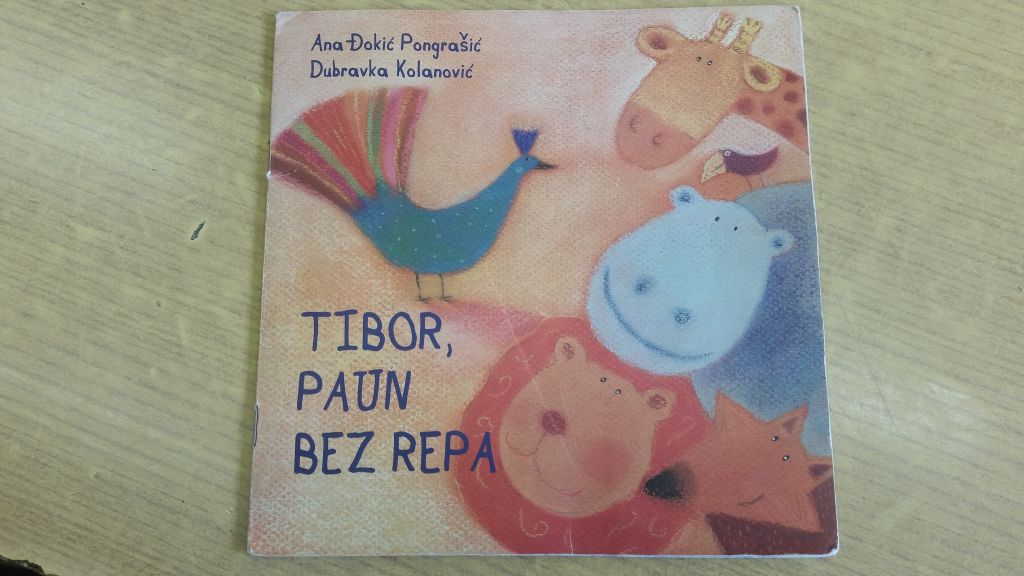 Ana Đokić Pongrašić
Dubravka Kolanović
TIBOR,
PAUN
BEZ REPA